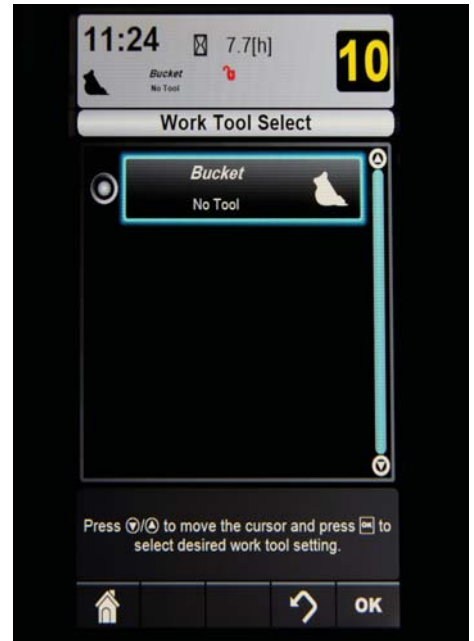 11:24 7.7[h] 10
Bucket
No Tool
Work Tool Select
Bucket
No Tool
Press ▼/▲ to move the cursor and press OK to
select desired work tool setting.
OK